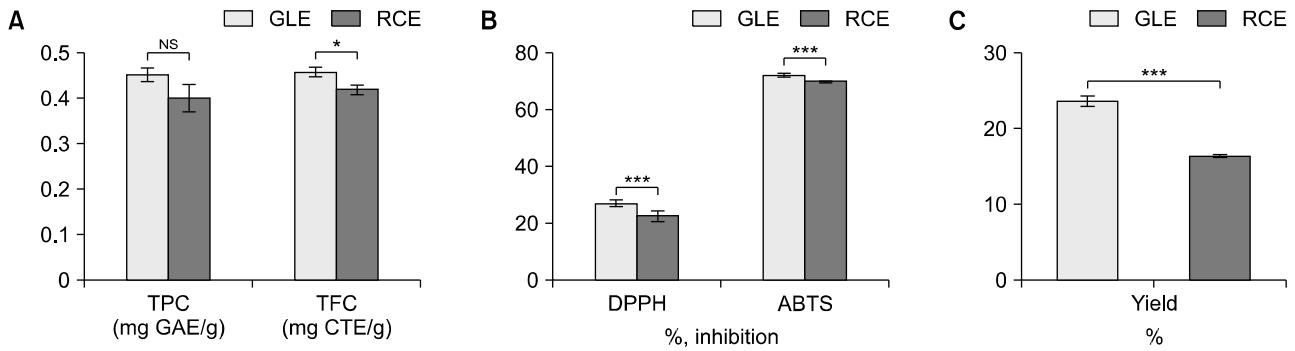 A
GLE RCE
0.5
0.4
0.3
0.2
0.1
0
NS
*
TPC
(mg GAE/g)
TFC
(mg CTE/g)
B
GLE RCE
100
80
60
40
20
0
***
***
DPPH
ABTS
%, inhibition
C
GLE RCE
30
20
10
0
***
Yield
%